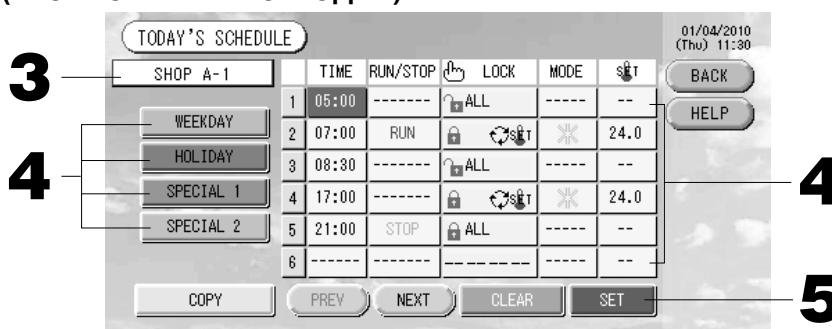 TODAY'S SCHEDULE
01/04/2010
(Thu) 11:30
3
SHOP A-1
TIME RUN/STOP LOCK MODE SET
BACK
HELP
1 05:00 ------- ALL ----- --
WEEKDAY
2 07:00 RUN SET 24.0
HOLIDAY
3 08:30 ------- ALL ----- --
4
4
SPECIAL 1
4 17:00 ------- SET 24.0
SPECIAL 2
5 21:00 STOP ALL ----- --
6 ------ ------- -------- ----- --
COPY PREV NEXT CLEAR SET
5